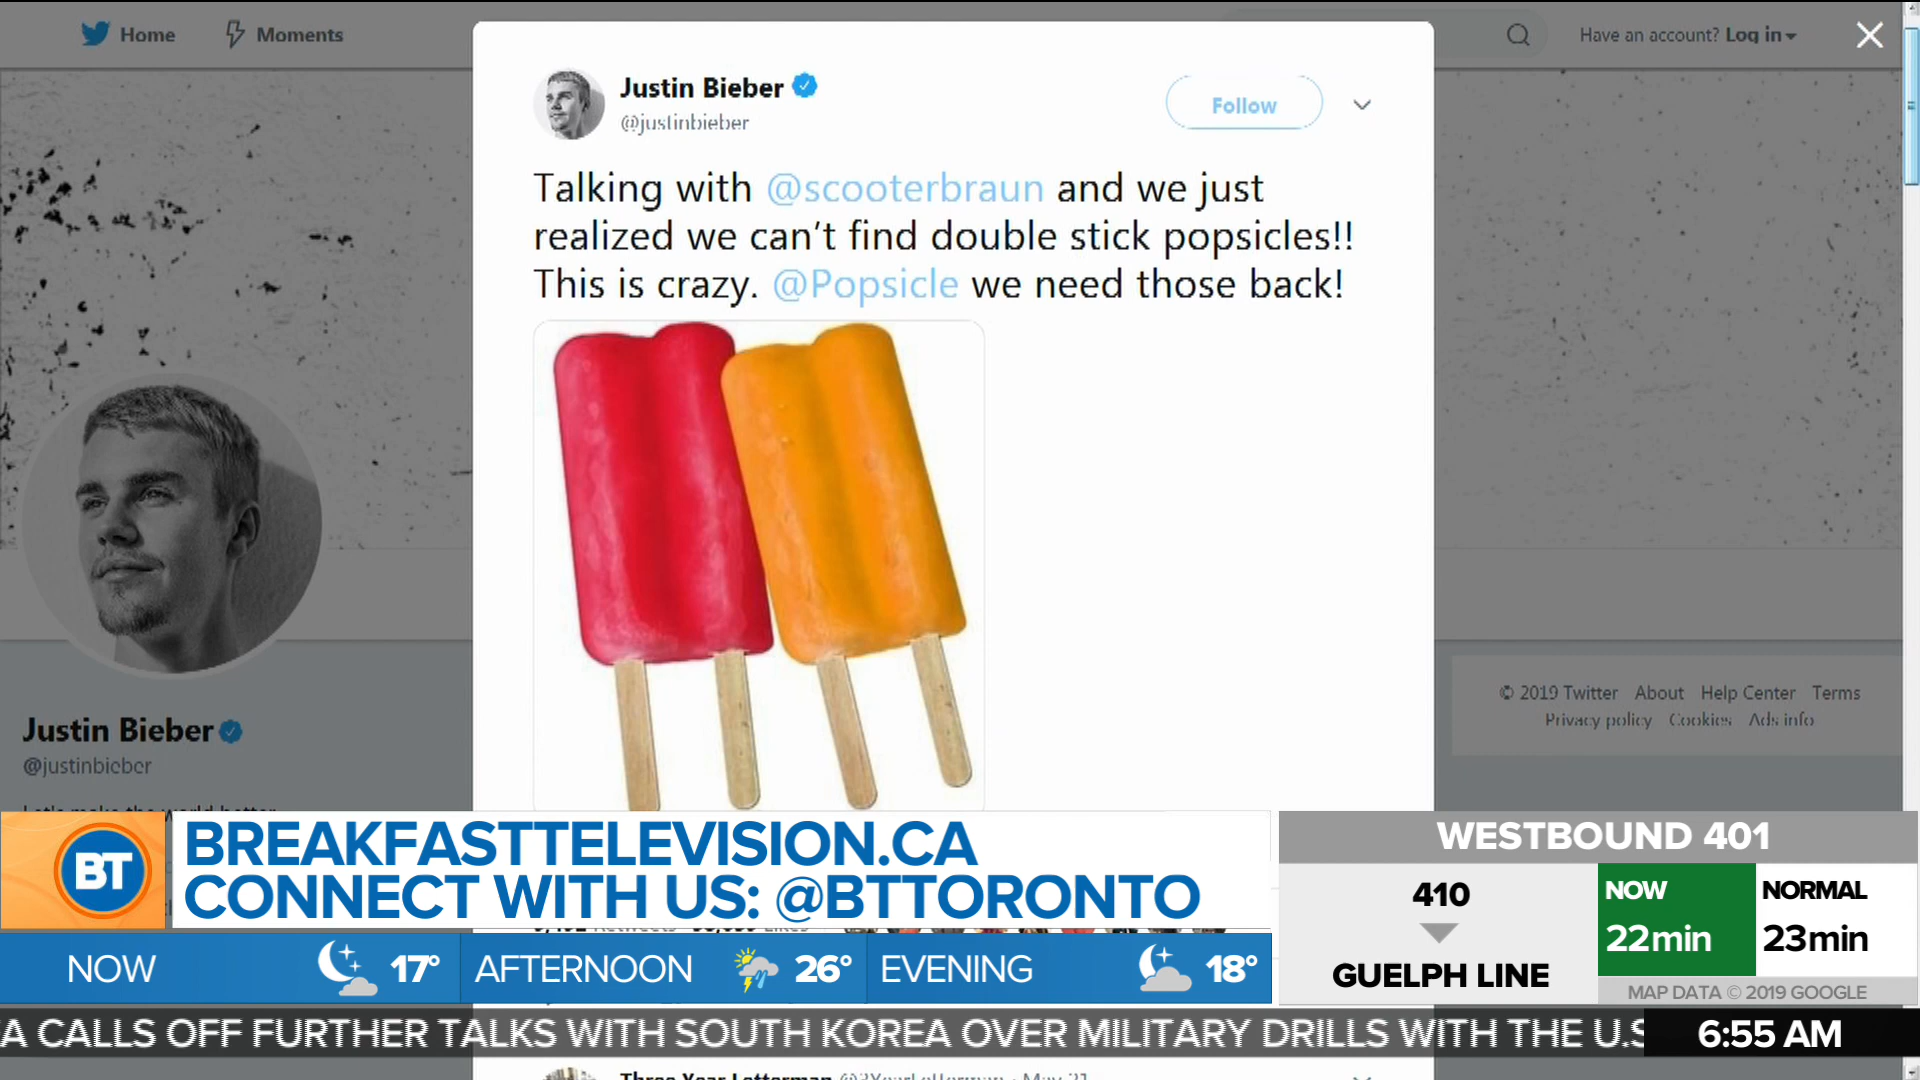 Home
Moments
Have an account? Log in
Justin Bieber
@justinbieber
Follow
Talking with @scooterbraun and we just
realized we can't find double stick popsicles!!
This is crazy. @Popsicle we need those back!
Justin Bieber
@justinbieber
© 2019 Twitter About Help Center Terms
Privacy policy Cookies Ads info
BT
BREAKFASTTELEVISION.CA
CONNECT WITH US: @BTTORONTO
WESTBOUND 401
410
GUELPH LINE
NOW
22min
NORMAL
23min
MAP DATA © 2019 GOOGLE
NOW 17° AFTERNOON 26° EVENING 18°
A CALLS OFF FURTHER TALKS WITH SOUTH KOREA OVER MILITARY DRILLS WITH THE U.S
6:55 AM